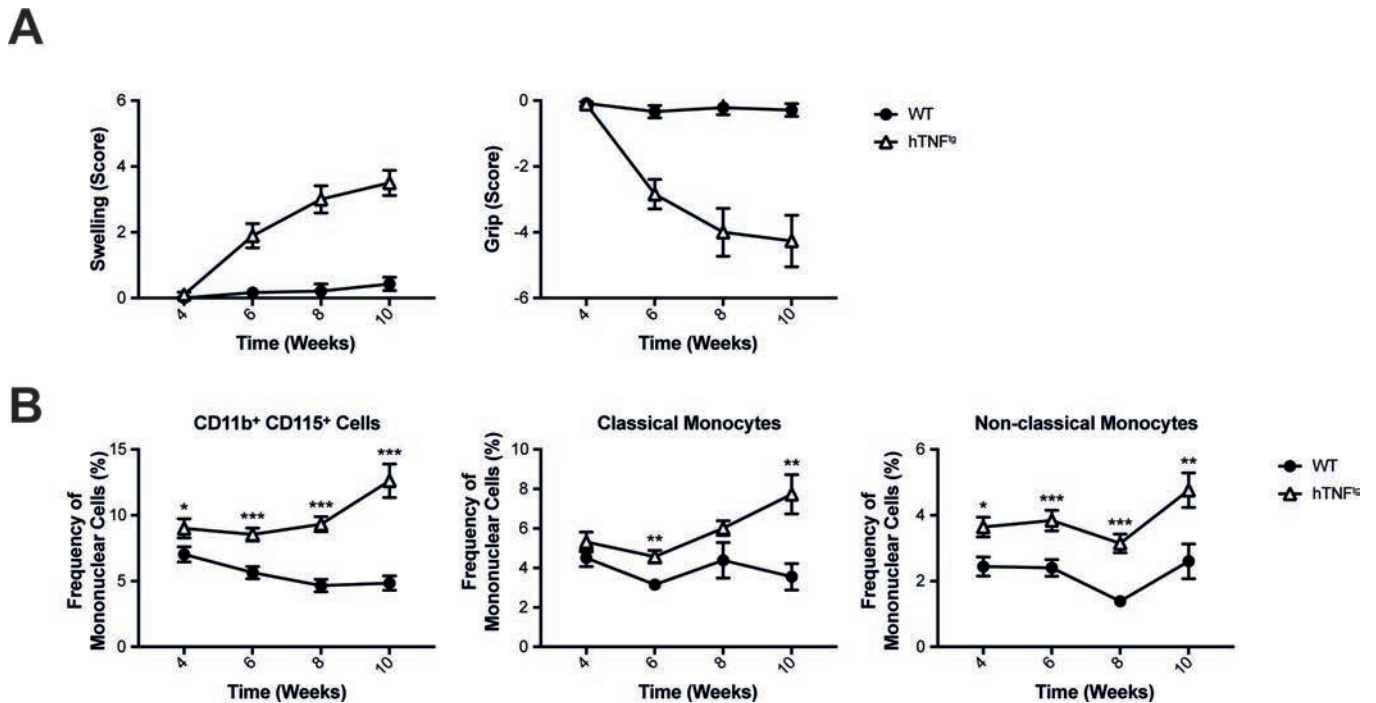 A
6
4
2
0
Swelling (Score)
4
6
8
10
Time (Weeks)
0
-2
-4
-6
Grip (Score)
4
6
8
10
Time (Weeks)
WT
hTNFᵗᵍ
B
CD11b⁺ CD115⁺ Cells
15
10
5
0
Frequency of
Mononuclear Cells (%)
*
***
***
***
4
6
8
10
Time (Weeks)
Classical Monocytes
10
8
6
4
2
0
Frequency of
Mononuclear Cells (%)
**
**
4
6
8
10
Time (Weeks)
Non-classical Monocytes
6
4
2
0
Frequency of
Mononuclear Cells (%)
*
***
***
**
4
6
8
10
Time (Weeks)
WT
hTNFᵗᵍ